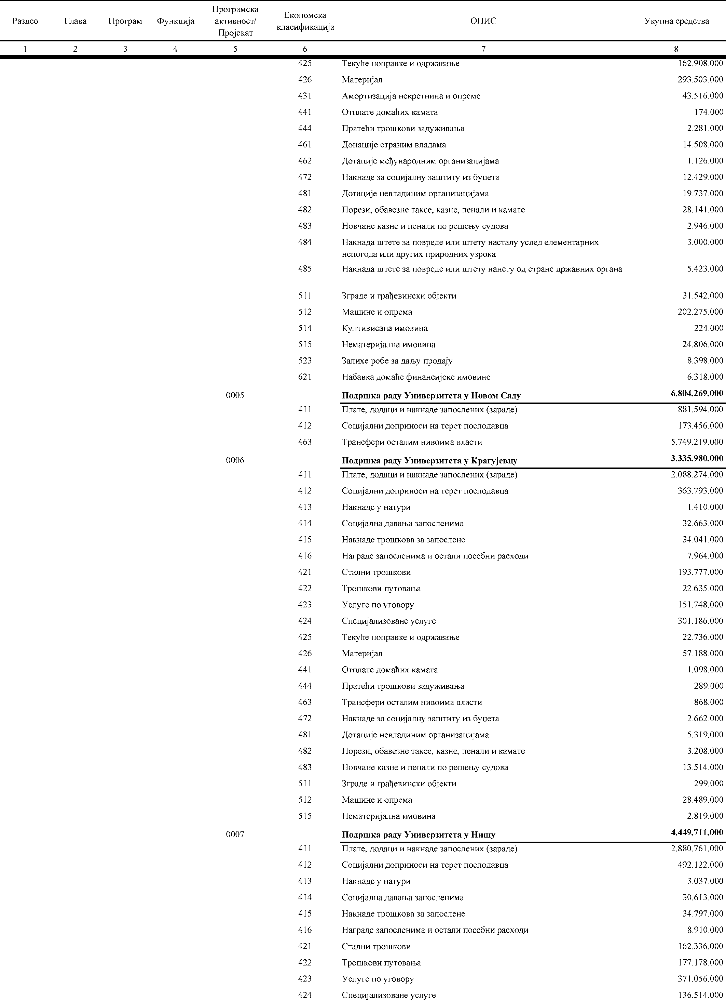 Раздео Глава Програм Функција Програмска активност/ Пројекат Економска класификација ОПИС Укупна средства
1 2 3 4 5 6 7 8
425 Текуће поправке и одржавање 162.908.000
426 Материјал 293.503.000
431 Амортизација некретнина и опреме 43.516.000
441 Отплате домаћих камата 174.000
444 Пратећи трошкови задуживања 2.281.000
461 Донације страним владама 14.508.000
462 Дотације међународним организацијама 1.126.000
472 Накнаде за социјалну заштиту из буџета 12.429.000
481 Дотације невладиним организацијама 19.737.000
482 Порези, обавезне таксе, казне, пенали и камате 28.141.000
483 Новчане казне и пенали по решењу судова 2.946.000
484 Накнада штете за повреде или штету насталу услед елементарних 3.000.000
непогода или других природних узрока
485 Накнада штете за повреде или штету нанету од стране државних органа 5.423.000
511 Зграде и грађевински објекти 31.542.000
512 Машине и опрема 202.275.000
514 Култивисана имовина 224.000
515 Нематеријална имовина 24.806.000
523 Залихе робе за даљу продају 8.398.000
621 Набавка домаће финансијске имовине 6.318.000
0005 Подршка раду Универзитета у Новом Саду 6.804.269.000
411 Плате, додаци и накнаде запослених (зараде) 881.594.000
412 Социјални доприноси на терет послодавца 173.456.000
463 Трансфери осталим нивоима власти 5.749.219.000
0006 Подршка раду Универзитета у Крагујевцу 3.335.980.000
411 Плате, додаци и накнаде запослених (зараде) 2.088.274.000
412 Социјални доприноси на терет послодавца 363.793.000
413 Накнаде у натури 1.410.000
414 Социјална давања запосленима 32.663.000
415 Накнаде трошкова за запослене 34.041.000
416 Награде запосленима и остали посебни расходи 7.964.000
421 Стални трошкови 193.777.000
422 Трошкови путовања 22.635.000
423 Услуге по уговору 151.748.000
424 Специјализоване услуге 301.186.000
425 Текуће поправке и одржавање 22.736.000
426 Материјал 57.188.000
441 Отплате домаћих камата 1.098.000
444 Пратећи трошкови задуживања 289.000
463 Трансфери осталим нивоима власти 868.000
472 Накнаде за социјалну заштиту из буџета 2.662.000
481 Дотације невладиним организацијама 5.319.000
482 Порези, обавезне таксе, казне, пенали и камате 3.208.000
483 Новчане казне и пенали по решењу судова 13.514.000
511 Зграде и грађевински објекти 299.000
512 Машине и опрема 28.489.000
515 Нематеријална имовина 2.819.000
0007 Подршка раду Универзитета у Нишу 4.449.711.000
411 Плате, додаци и накнаде запослених (зараде) 2.880.761.000
412 Социјални доприноси на терет послодавца 492.122.000
413 Накнаде у натури 3.037.000
414 Социјална давања запосленима 30.613.000
415 Накнаде трошкова за запослене 34.797.000
416 Награде запосленима и остали посебни расходи 8.910.000
421 Стални трошкови 162.336.000
422 Трошкови путовања 177.178.000
423 Услуге по уговору 371.056.000
424 Специјализоване услуге 136.514.000